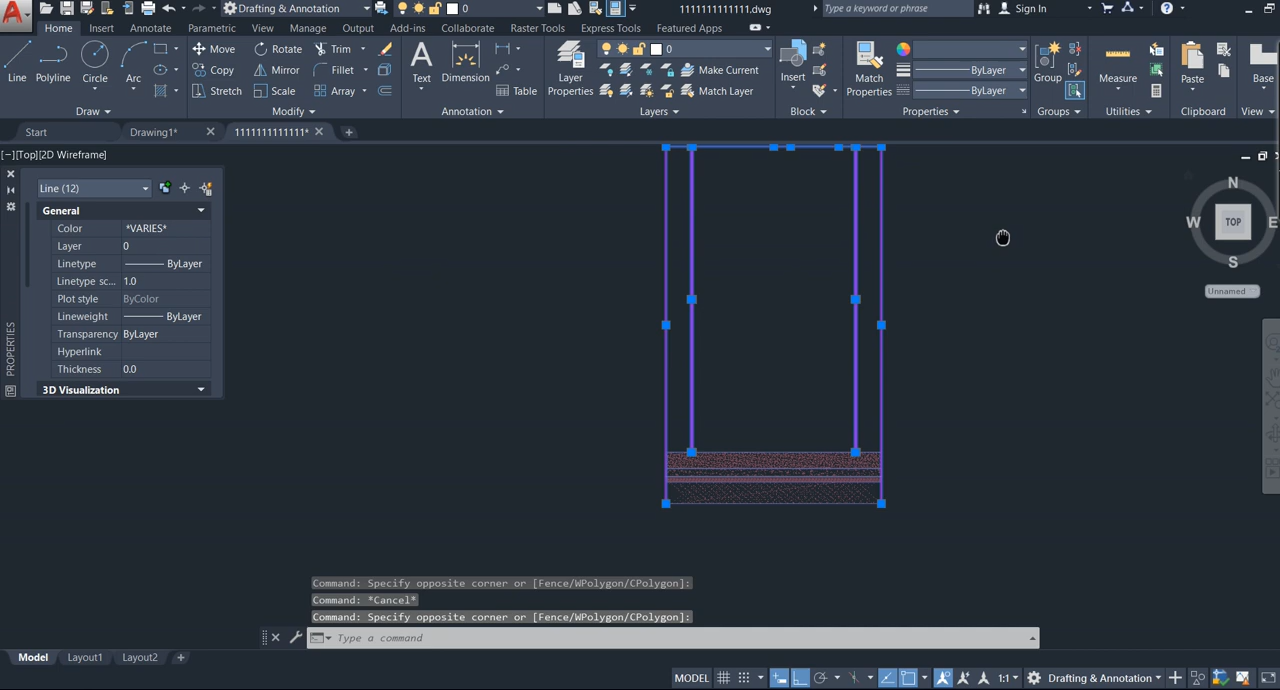 Drafting & Annotation
0
1111111111111.dwg
Type a keyword or phrase
Sign In
Home Insert Annotate Parametric View Manage Output Add-ins Collaborate Raster Tools Express Tools Featured Apps
Line Polyline Circle Arc
Move Rotate Trim
Copy Mirror Fillet
Stretch Scale Array
Text Dimension Table
Layer Properties
0
Make Current
Match Layer
Insert
Match Properties
ByLayer
ByLayer
Group
Measure
Paste
Base
Draw Modify Annotation Layers Block Properties Groups Utilities Clipboard View
Start Drawing1* 1111111111111*
[−][Top][2D Wireframe]
Line (12)
General
Color *VARIES*
Layer 0
Linetype ByLayer
Linetype sc... 1.0
Plot style ByColor
Lineweight ByLayer
Transparency ByLayer
Hyperlink
Thickness 0.0
3D Visualization
PROPERTIES
N
W TOP E
S
Unnamed
Command: Specify opposite corner or [Fence/WPolygon/CPolygon]:
Command: *Cancel*
Command: Specify opposite corner or [Fence/WPolygon/CPolygon]:
Type a command
Model Layout1 Layout2
MODEL 1:1 Drafting & Annotation